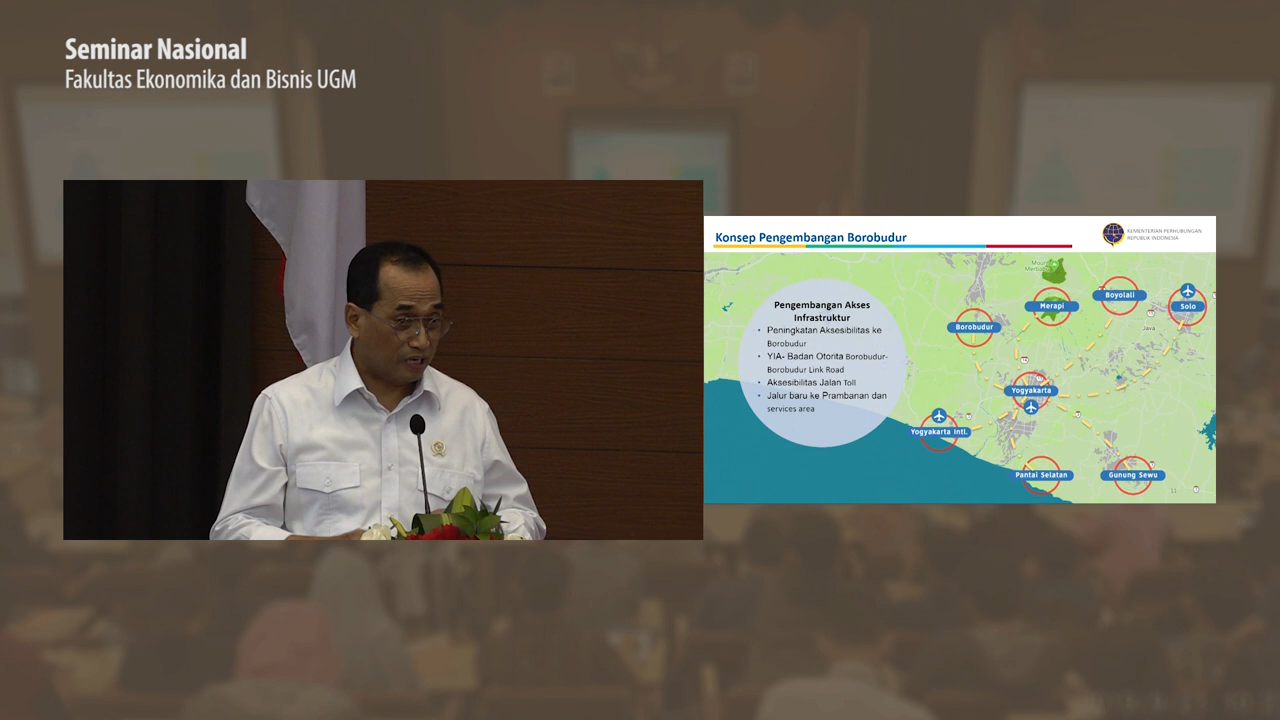 Seminar Nasional
Fakultas Ekonomika dan Bisnis UGM
Konsep Pengembangan Borobudur
KEMENTERIAN PERHUBUNGAN
REPUBLIK INDONESIA
Pengembangan Akses
Infrastruktur
• Peningkatan Aksesibilitas ke
Borobudur
• YIA- Badan Otorita Borobudur-
Borobudur Link Road
• Aksesibilitas Jalan Toll
• Jalur baru ke Prambanan dan
services area
Merapi
Boyolali
Solo
Borobudur
Java
Yogyakarta
Yogyakarta Intl.
Pantai Selatan
Gunung Sewu
11